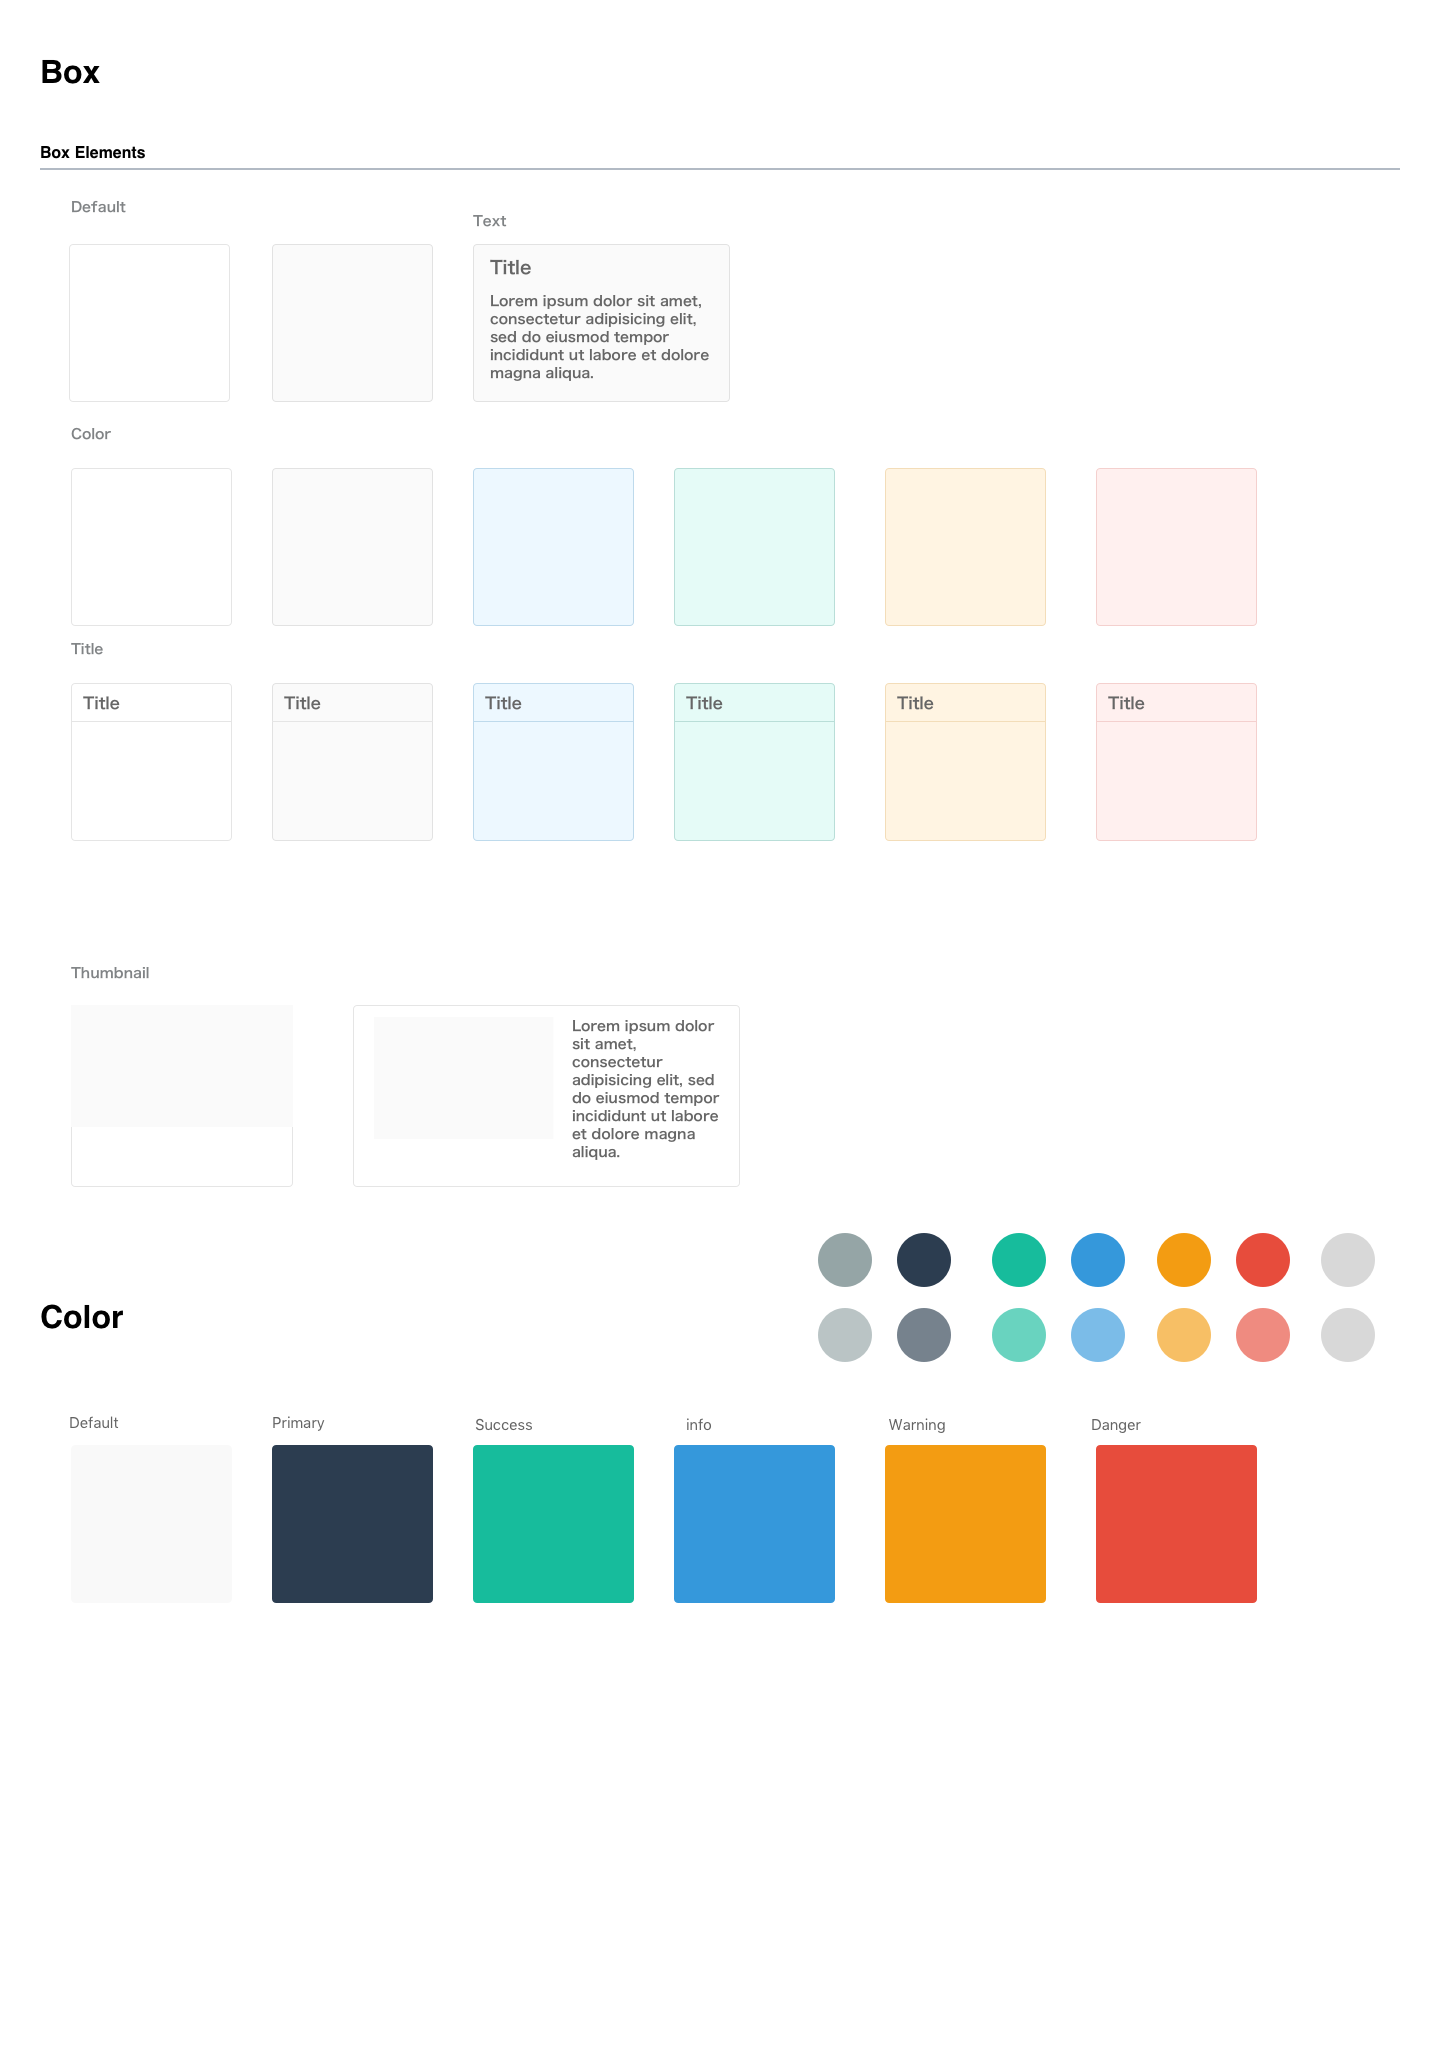 Box
Box Elements
Default
Text
Title
Lorem ipsum dolor sit amet,
consectetur adipisicing elit,
sed do eiusmod tempor
incididunt ut labore et dolore
magna aliqua.
Color
Title
Title
Title
Title
Title
Title
Title
Thumbnail
Lorem ipsum dolor
sit amet,
consectetur
adipisicing elit, sed
do eiusmod tempor
incididunt ut labore
et dolore magna
aliqua.
Color
Default
Primary
Success
info
Warning
Danger